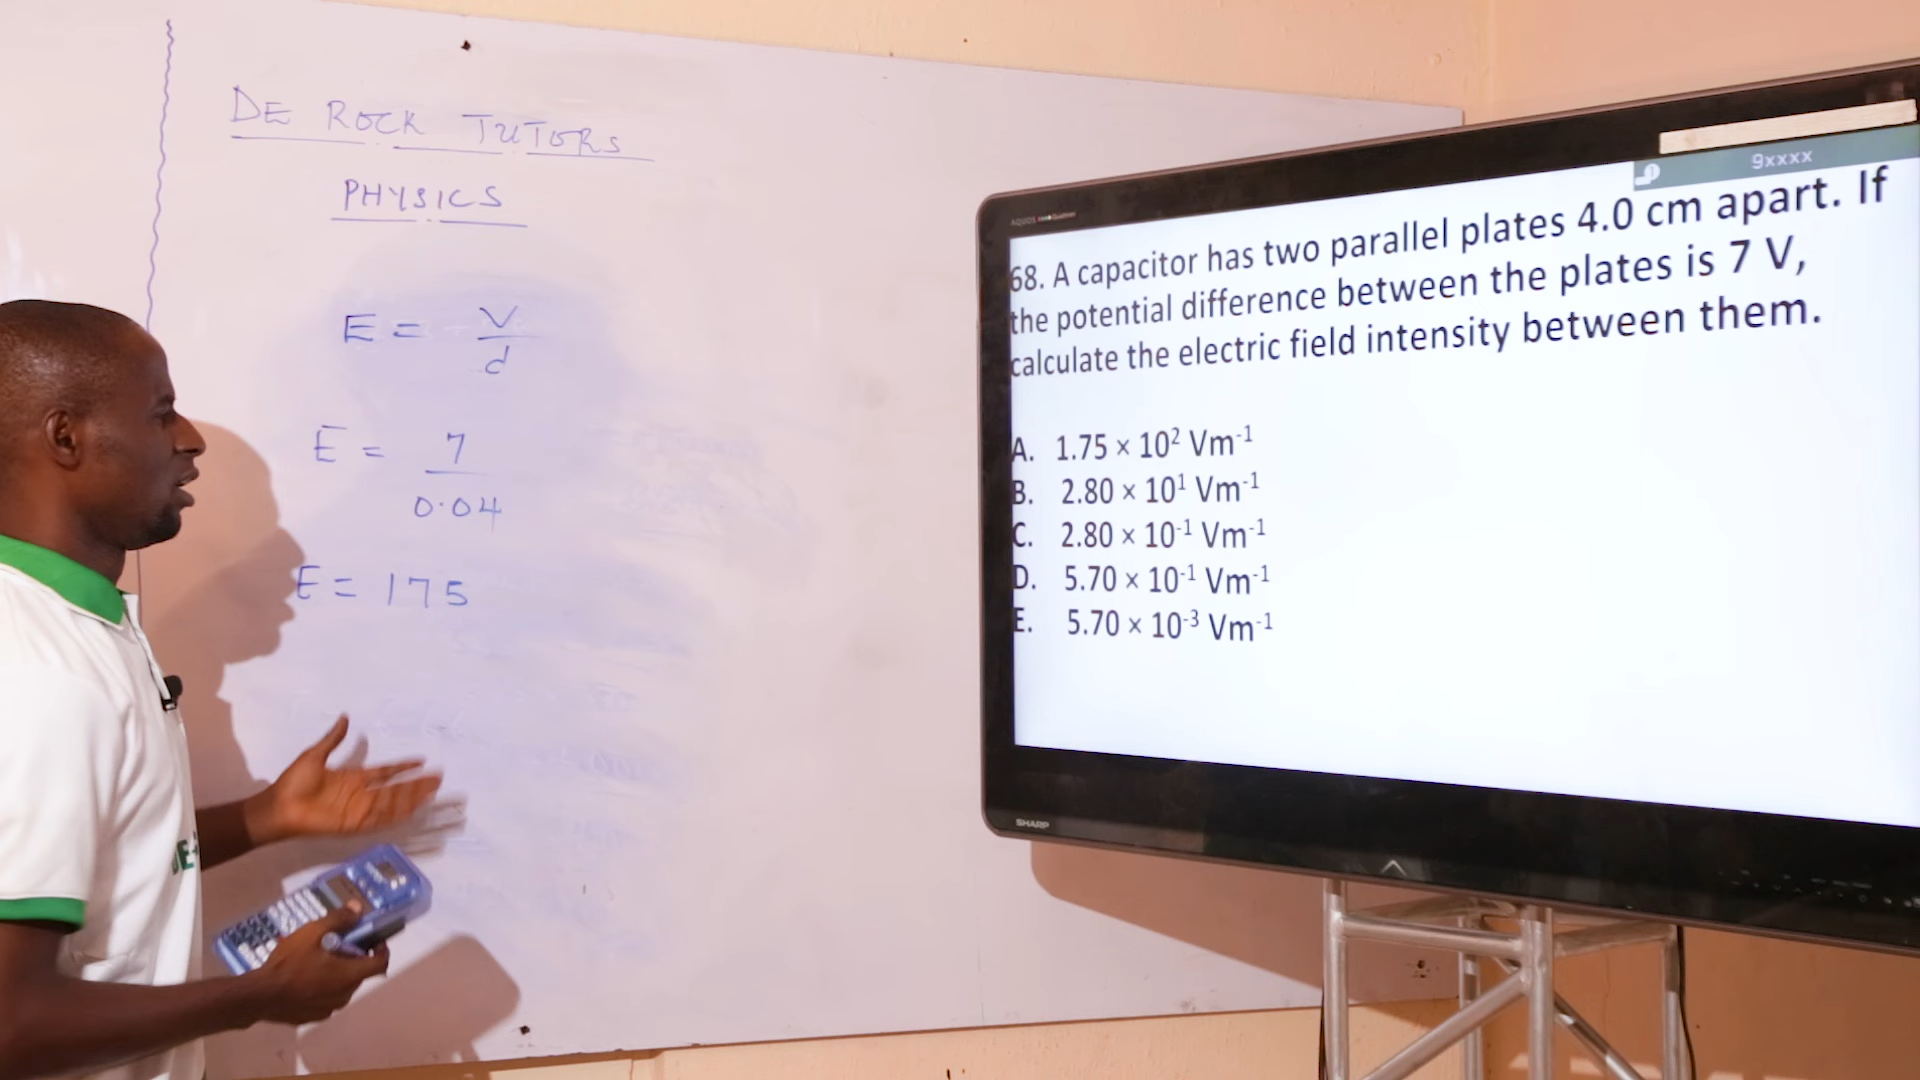 DE ROCK TUTORS
PHYSICS
E = V/d
E = 7/0.04
E = 175
9xxxx
68. A capacitor has two parallel plates 4.0 cm apart. If
the potential difference between the plates is 7 V,
calculate the electric field intensity between them.
A. 1.75 × 10² Vm⁻¹
B. 2.80 × 10¹ Vm⁻¹
C. 2.80 × 10⁻¹ Vm⁻¹
D. 5.70 × 10⁻¹ Vm⁻¹
E. 5.70 × 10⁻³ Vm⁻¹
AQUOS
SHARP